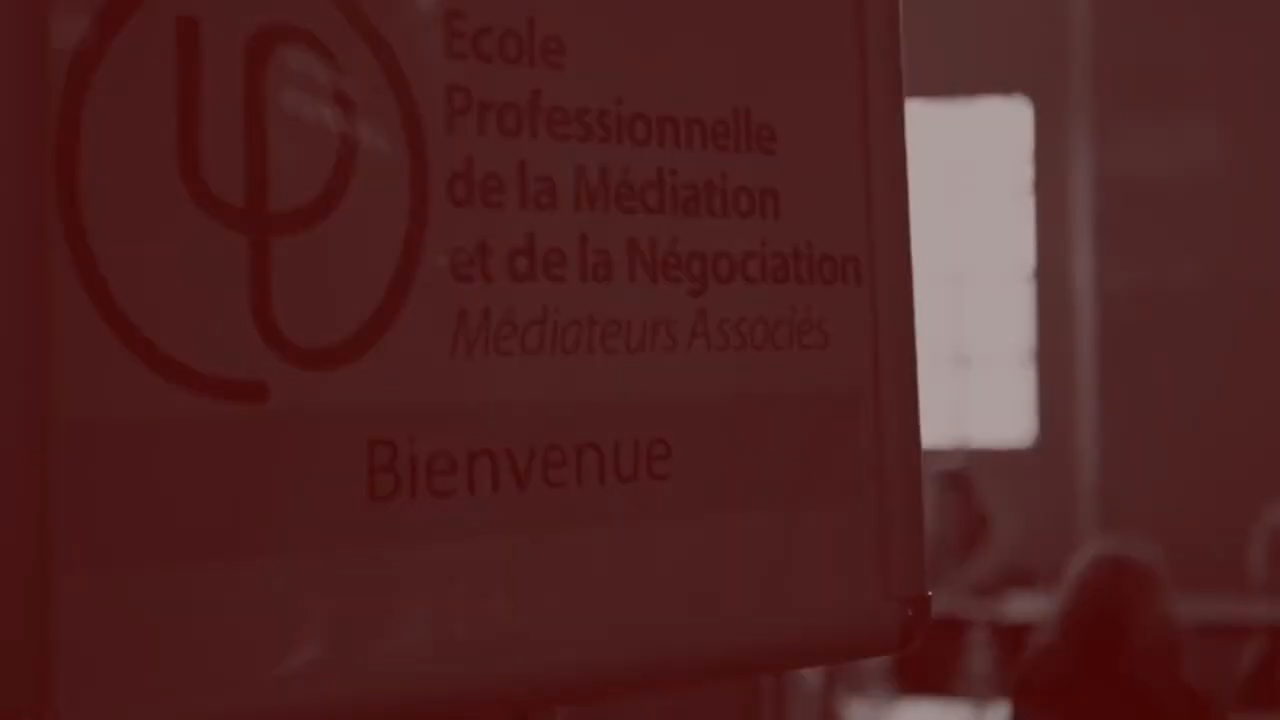 Ecole
Professionnelle
de la Médiation
et de la Négociation
Médiateurs Associés
Bienvenue